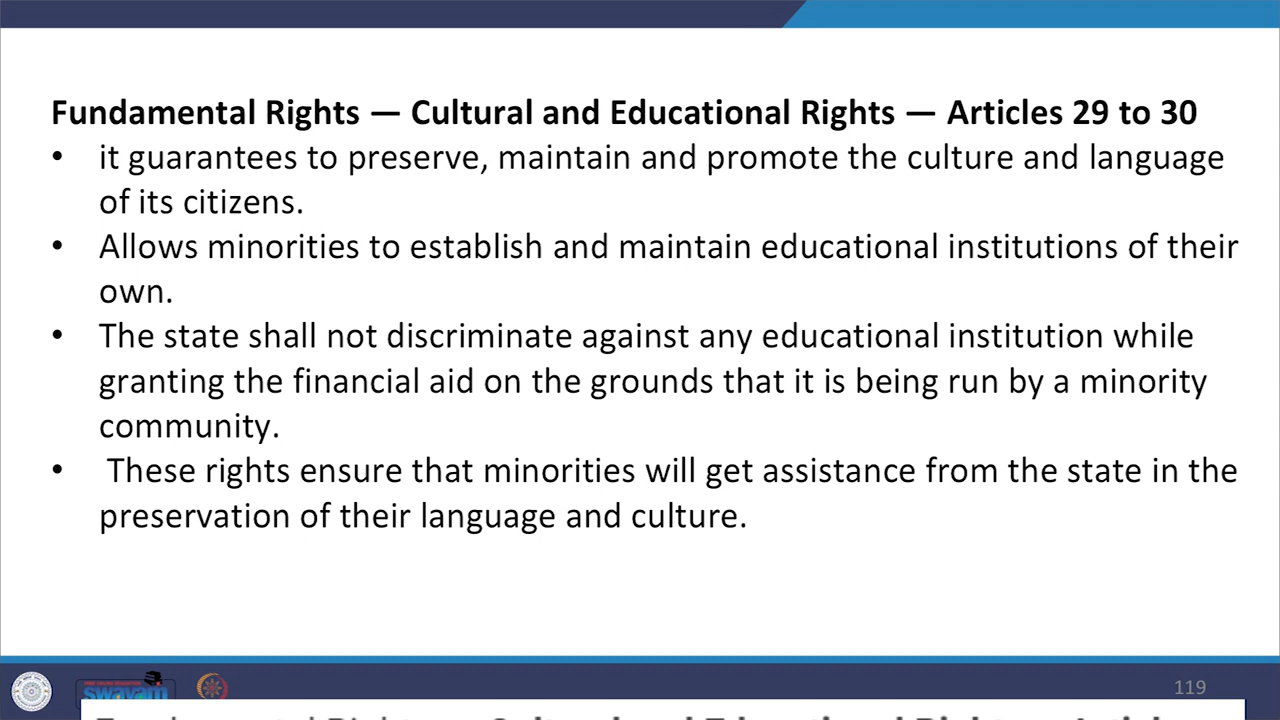 Fundamental Rights — Cultural and Educational Rights — Articles 29 to 30
• it guarantees to preserve, maintain and promote the culture and language
of its citizens.
• Allows minorities to establish and maintain educational institutions of their
own.
• The state shall not discriminate against any educational institution while
granting the financial aid on the grounds that it is being run by a minority
community.
• These rights ensure that minorities will get assistance from the state in the
preservation of their language and culture.
swayam
119